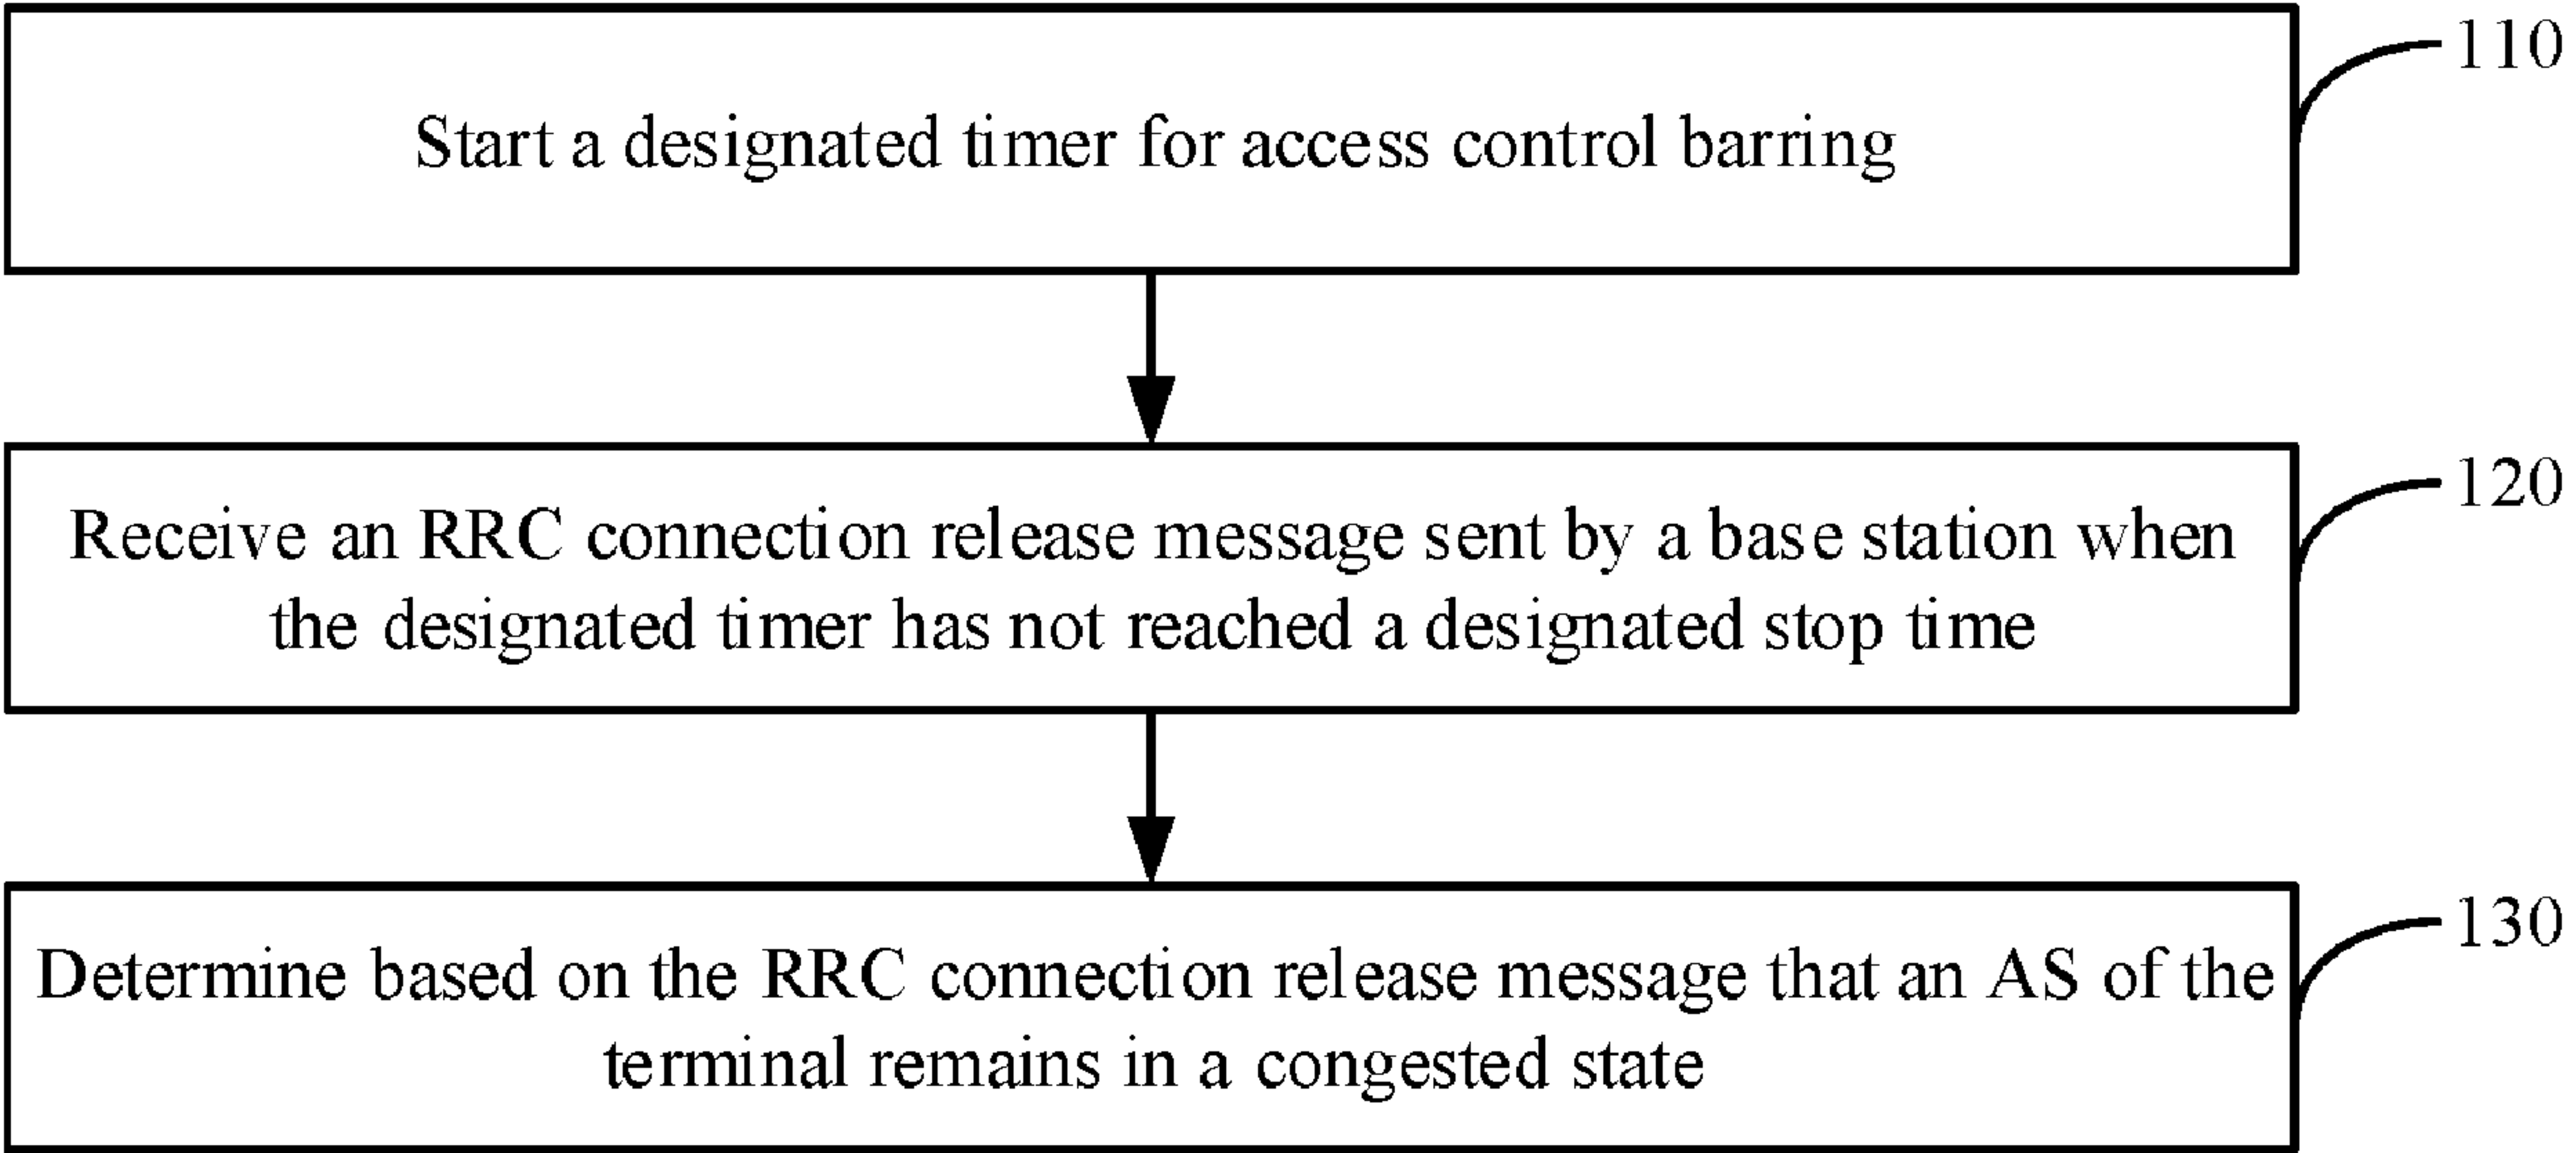 110
Start a designated timer for access control barring
120
Receive an RRC connection release message sent by a base station when
the designated timer has not reached a designated stop time
130
Determine based on the RRC connection release message that an AS of the
terminal remains in a congested state